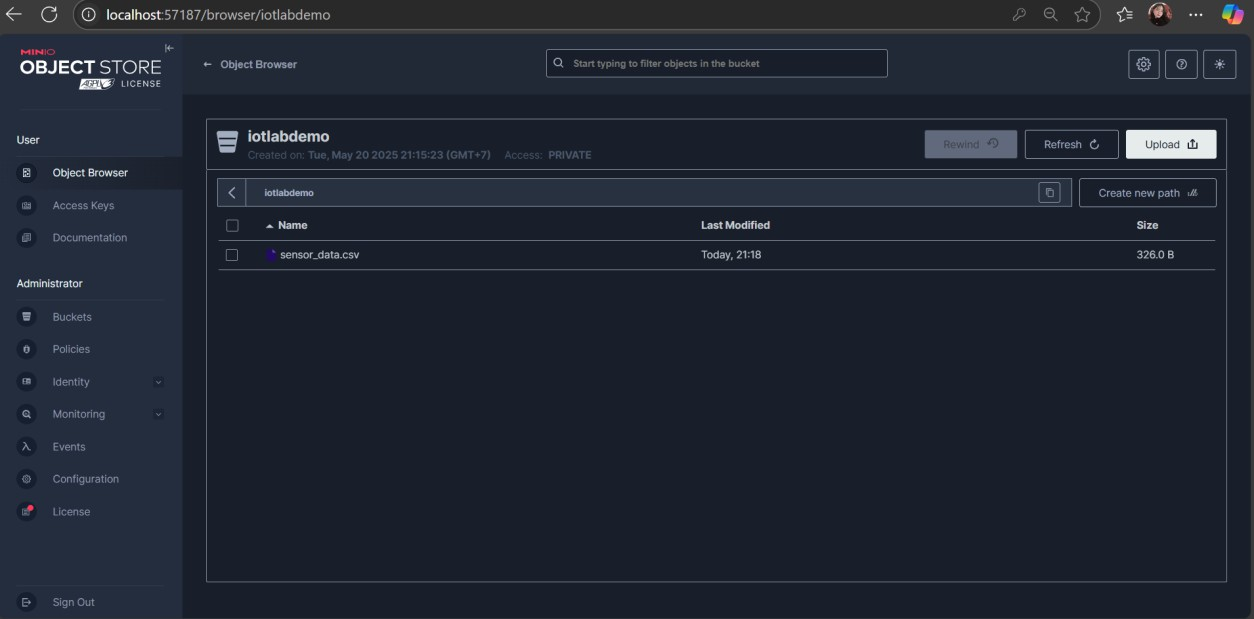 localhost:57187/browser/iotlabdemo
MINIO
OBJECT STORE
AGPLv3 LICENSE
← Object Browser
Start typing to filter objects in the bucket
User
Object Browser
Access Keys
Documentation
Administrator
Buckets
Policies
Identity
Monitoring
Events
Configuration
License
Sign Out
iotlabdemo
Created on: Tue, May 20 2025 21:15:23 (GMT+7) Access: PRIVATE
Rewind
Refresh
Upload
iotlabdemo
Create new path
Name Last Modified Size
sensor_data.csv Today, 21:18 326.0 B